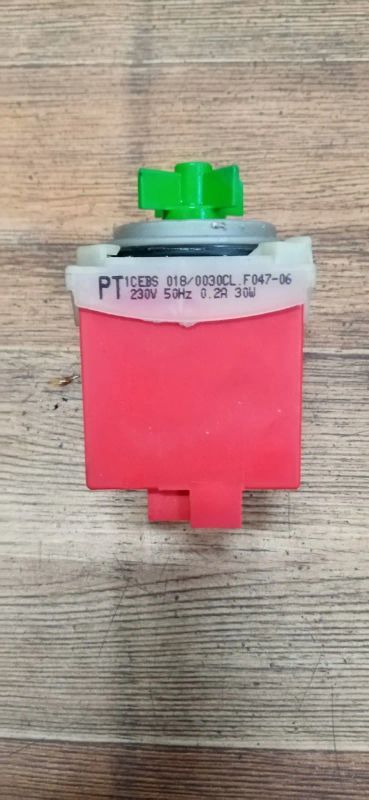 PT 1CEBS 018/0030CL.F047-06
230V 50Hz 0.2A 30W